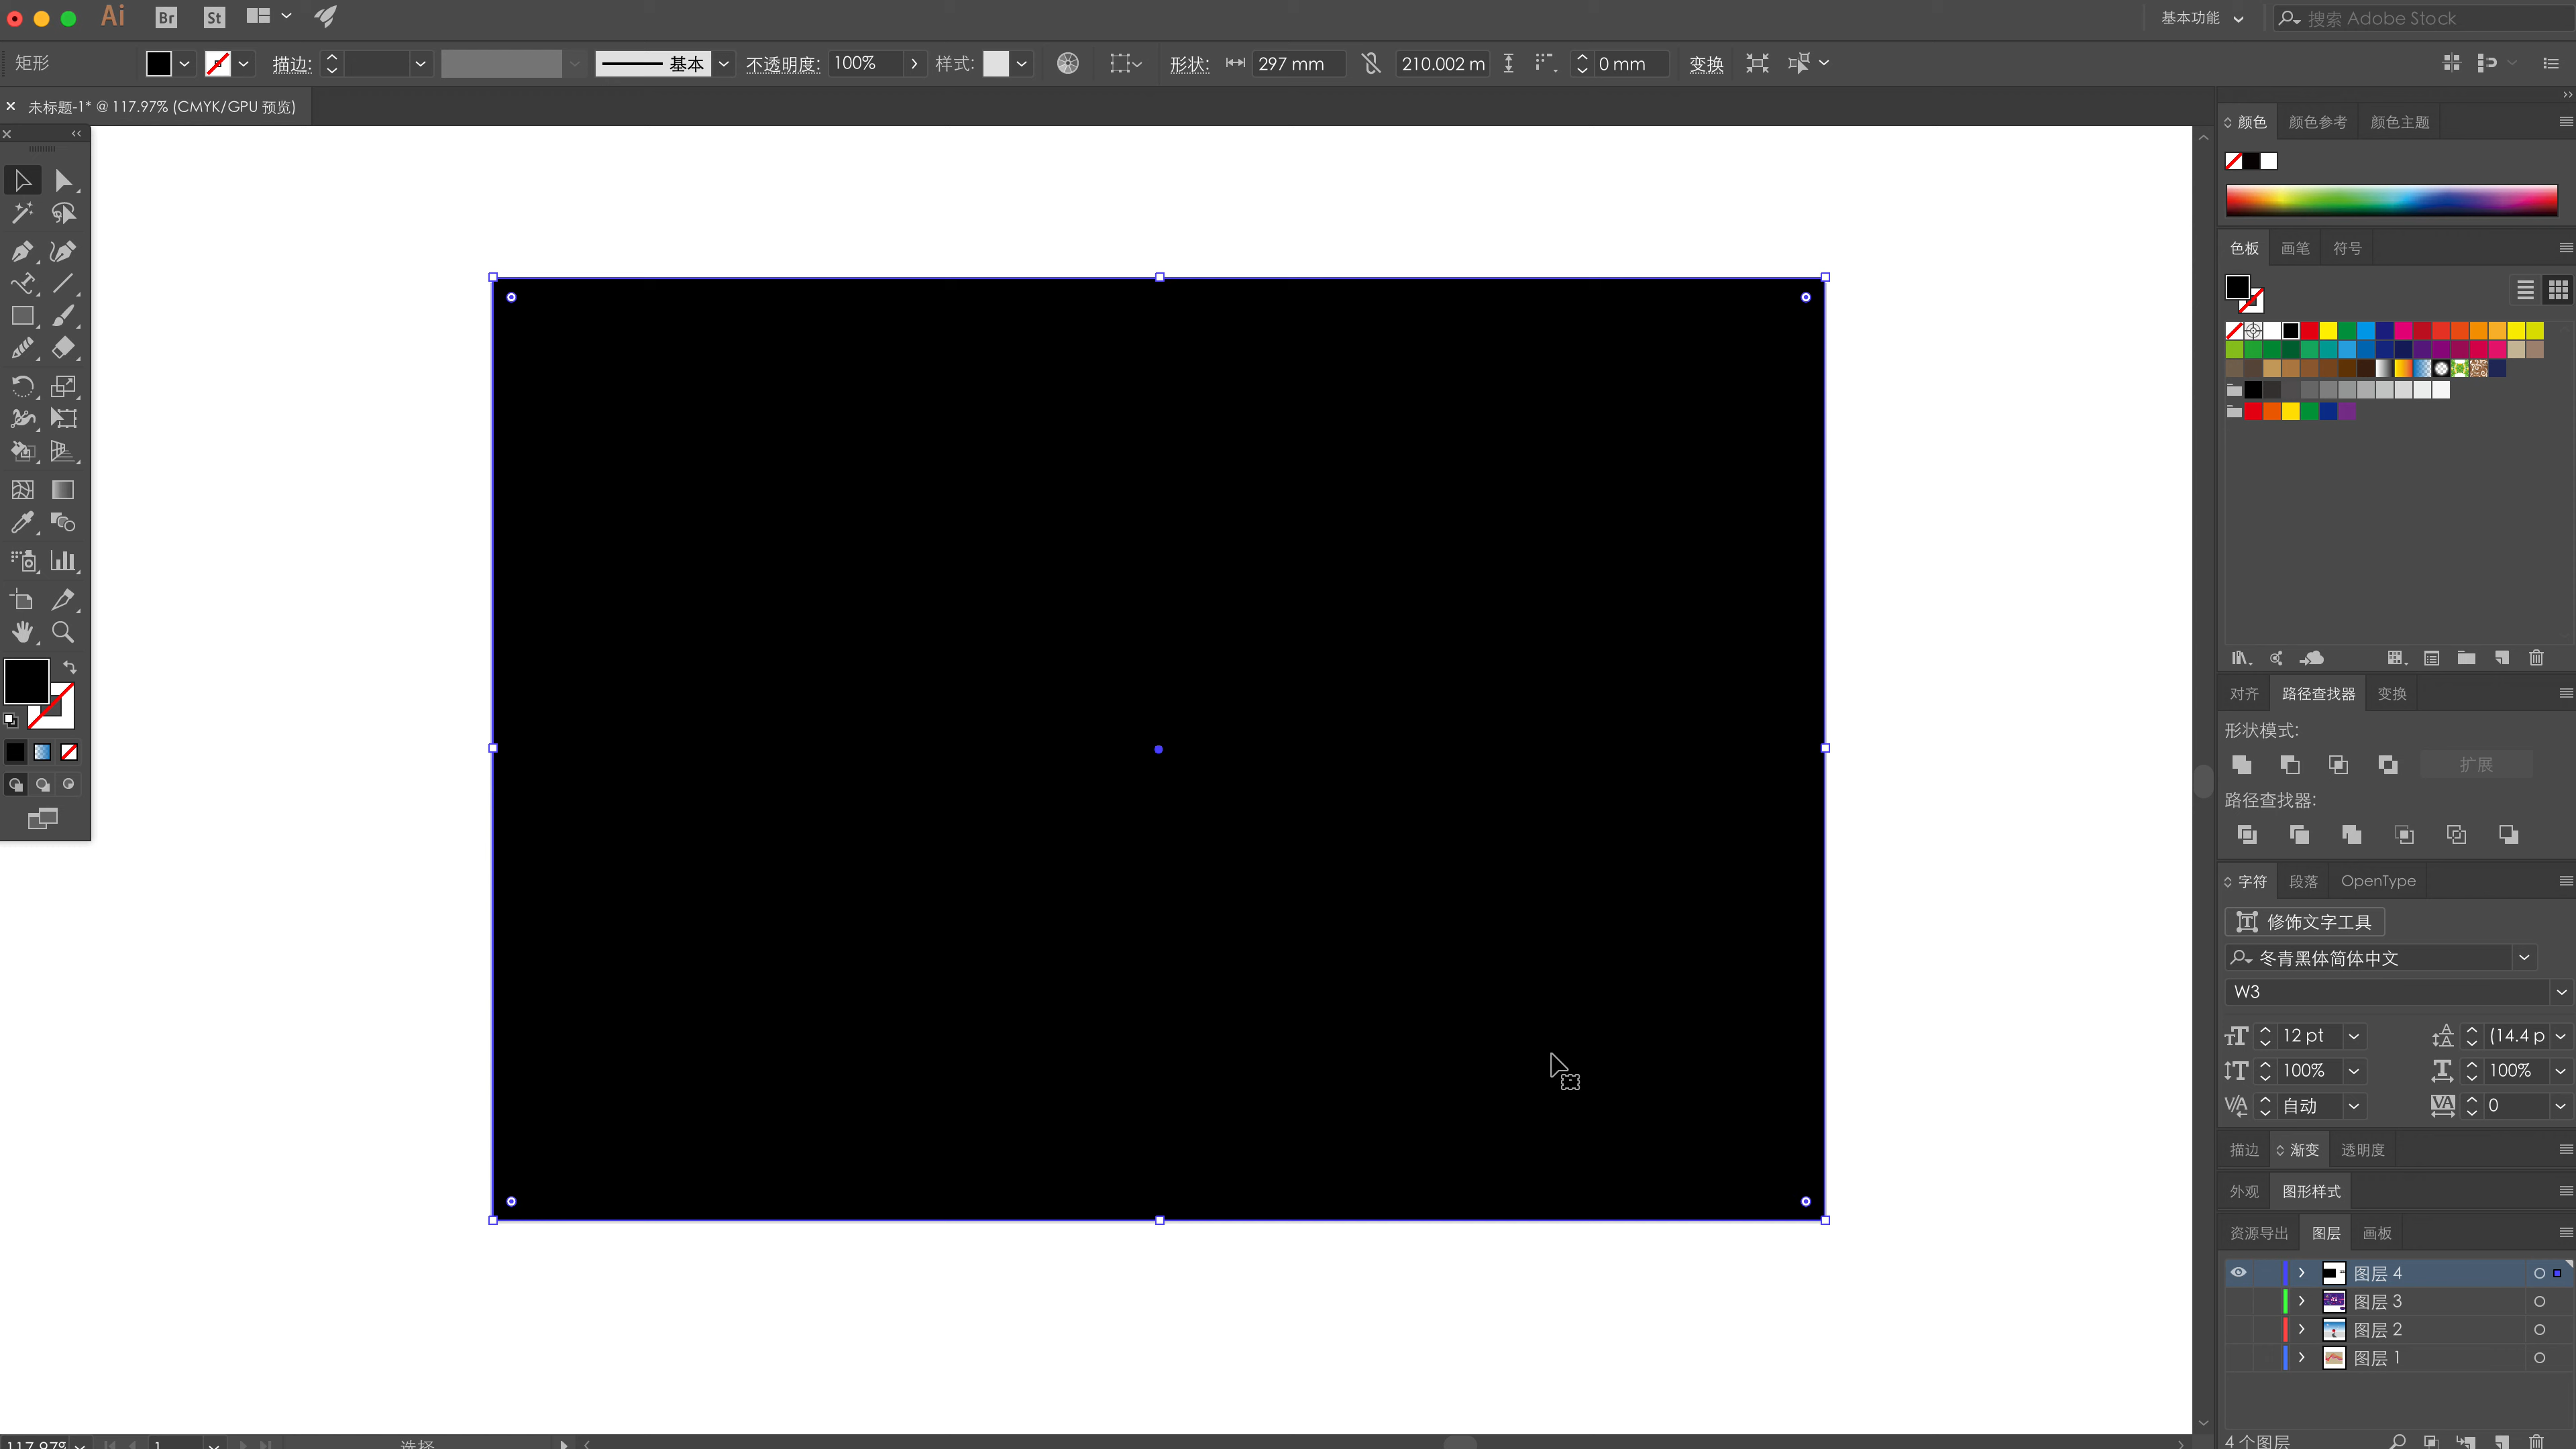 Ai Br St 基本功能 搜索 Adobe Stock
矩形 描边: 基本 不透明度: 100% 样式: 形状: 297 mm 210.002 m 0 mm 变换
未标题-1* @ 117.97% (CMYK/GPU 预览)
颜色 颜色参考 颜色主题
色板 画笔 符号
对齐 路径查找器 变换
形状模式:
扩展
路径查找器:
字符 段落 OpenType
修饰文字工具
冬青黑体简体中文
W3
12 pt (14.4 p
100% 100%
自动 0
描边 渐变 透明度
外观 图形样式
资源导出 图层 画板
图层 4
图层 3
图层 2
图层 1
117.97% 1 选择 4 个图层